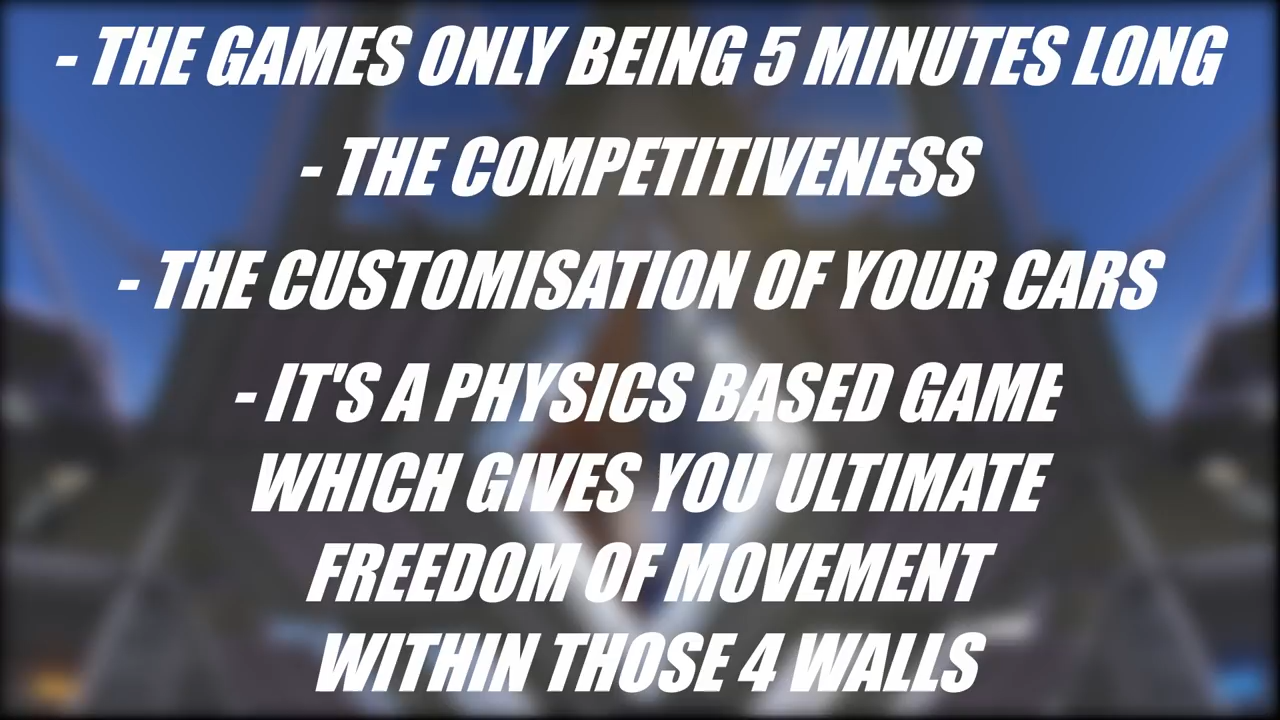 - THE GAMES ONLY BEING 5 MINUTES LONG
- THE COMPETITIVENESS
- THE CUSTOMISATION OF YOUR CARS
- IT'S A PHYSICS BASED GAME
WHICH GIVES YOU ULTIMATE
FREEDOM OF MOVEMENT
WITHIN THOSE 4 WALLS